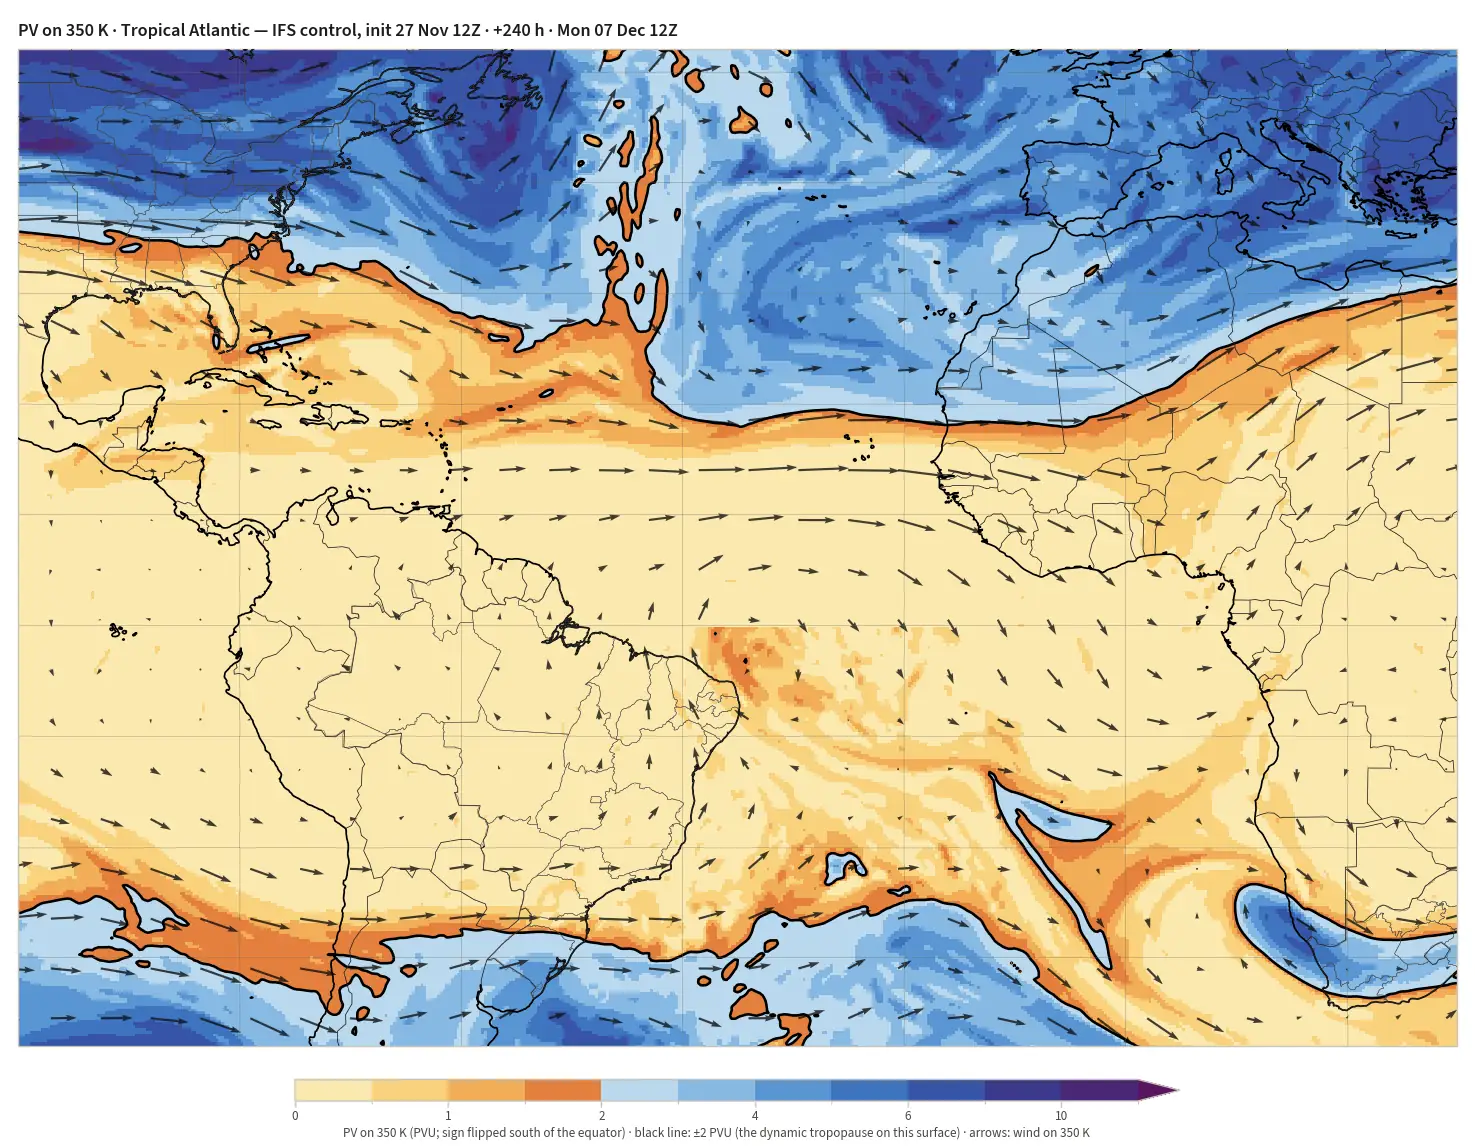 PV on 350 K · Tropical Atlantic — IFS control, init 27 Nov 12Z · +240 h · Mon 07 Dec 12Z
0 1 2 4 6 10
PV on 350 K (PVU; sign flipped south of the equator) · black line: ±2 PVU (the dynamic tropopause on this surface) · arrows: wind on 350 K